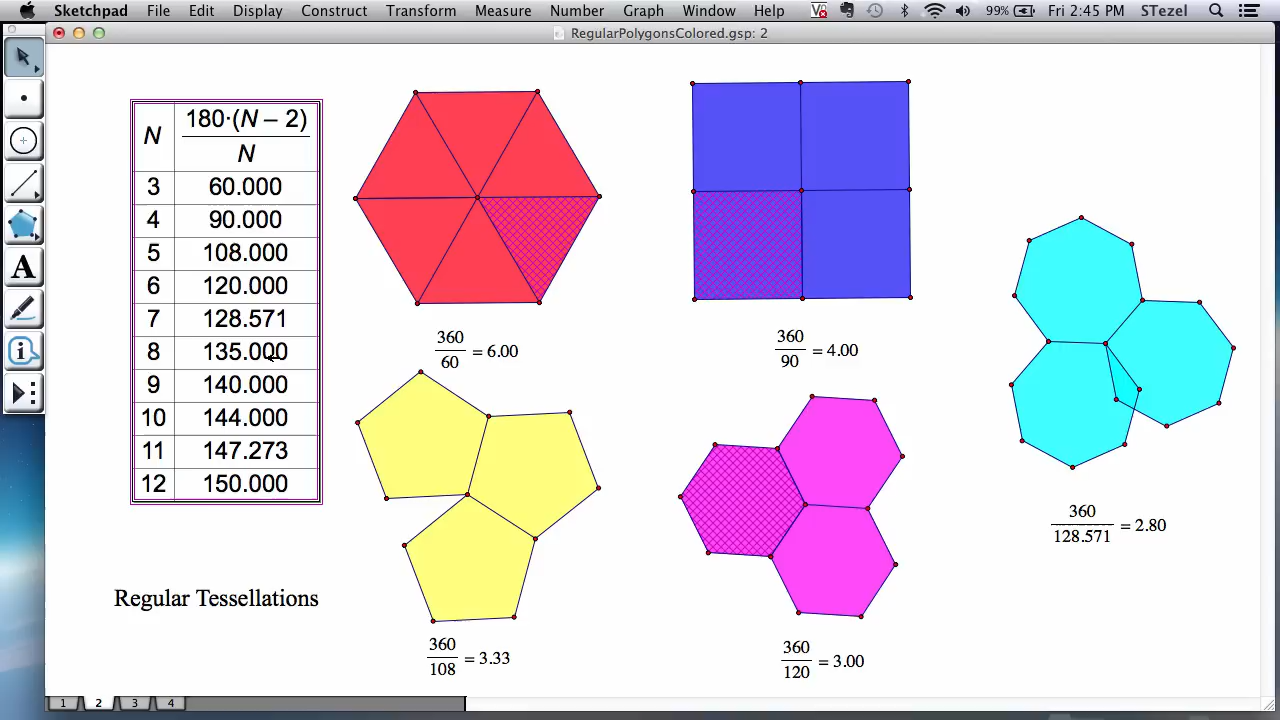 Sketchpad File Edit Display Construct Transform Measure Number Graph Window Help 99% Fri 2:45 PM STezel
RegularPolygonsColored.gsp: 2
N 180·(N – 2)
N
3 60.000
4 90.000
5 108.000
6 120.000
7 128.571
8 135.000
9 140.000
10 144.000
11 147.273
12 150.000
360
60 = 6.00
360
90 = 4.00
360
108 = 3.33
360
120 = 3.00
360
128.571 = 2.80
Regular Tessellations
A
1 2 3 4